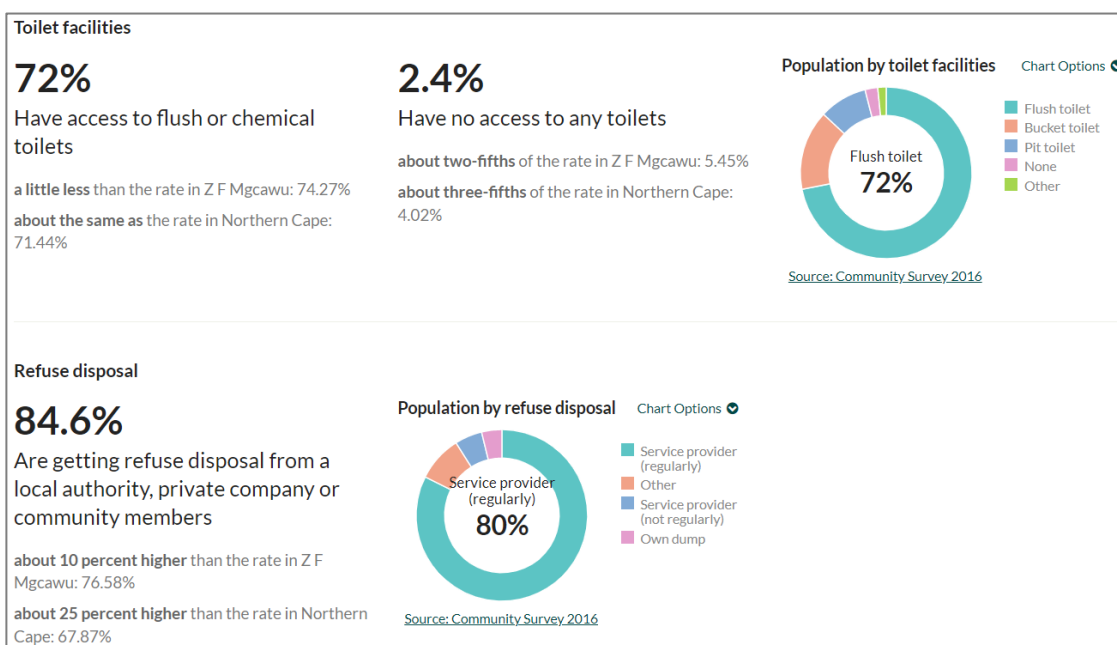 Toilet facilities
72%
Have access to flush or chemical
toilets
a little less than the rate in Z F Mgcawu: 74.27%
about the same as the rate in Northern Cape:
71.44%
2.4%
Have no access to any toilets
about two-fifths of the rate in Z F Mgcawu: 5.45%
about three-fifths of the rate in Northern Cape:
4.02%
Population by toilet facilities
Chart Options
Flush toilet
72%
Flush toilet
Bucket toilet
Pit toilet
None
Other
Source: Community Survey 2016
Refuse disposal
84.6%
Are getting refuse disposal from a
local authority, private company or
community members
about 10 percent higher than the rate in Z F
Mgcawu: 76.58%
about 25 percent higher than the rate in Northern
Cape: 67.87%
Population by refuse disposal
Chart Options
Service provider
(regularly)
80%
Service provider
(regularly)
Other
Service provider
(not regularly)
Own dump
Source: Community Survey 2016